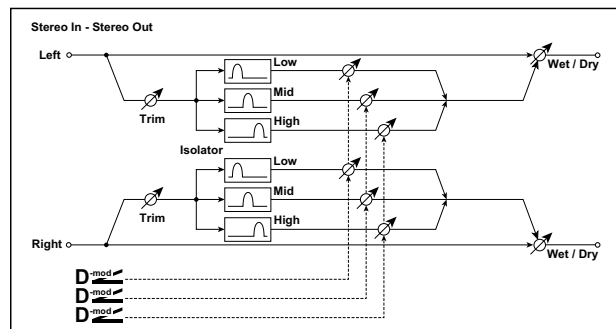 Stereo In - Stereo Out
Left
Low
Wet / Dry
Mid
Trim
High
Isolator
Low
Mid
Trim
High
Right
Wet / Dry
D-mod
D-mod
D-mod